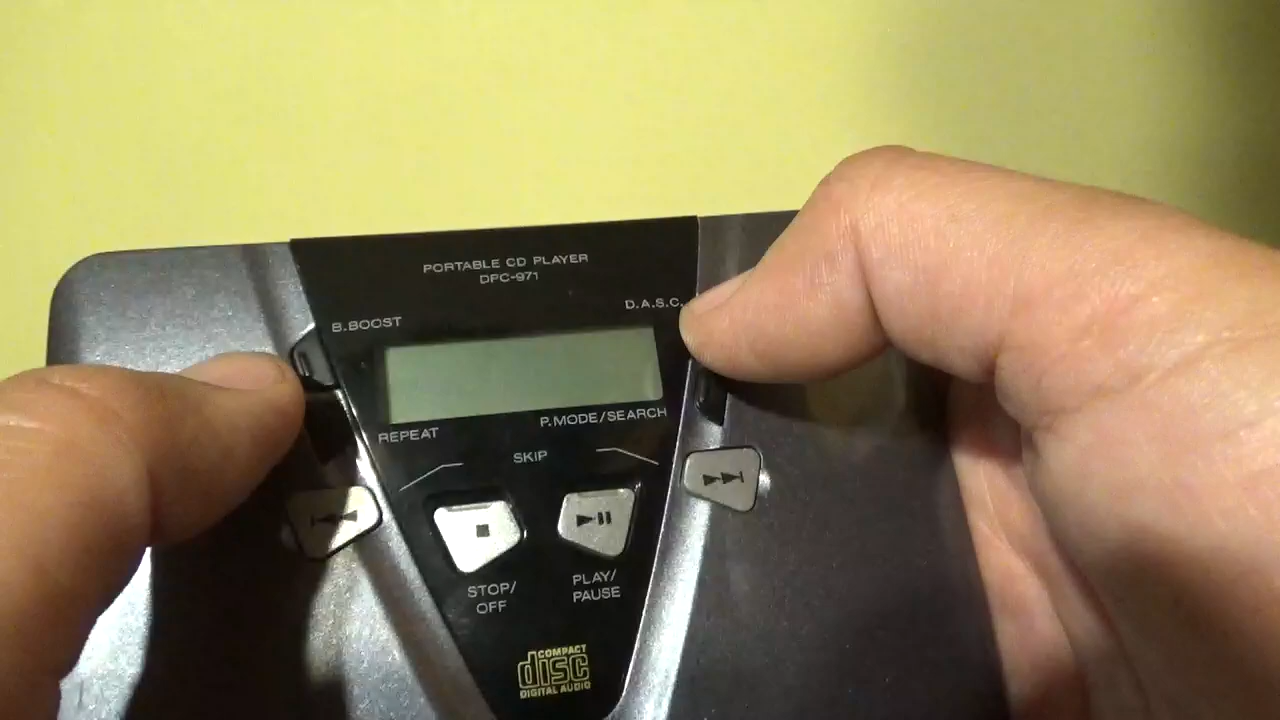 PORTABLE CD PLAYER
DPC-971
D.A.S.C.
B.BOOST
P.MODE/SEARCH
REPEAT
SKIP
STOP/
OFF
PLAY/
PAUSE
COMPACT
disc
DIGITAL AUDIO